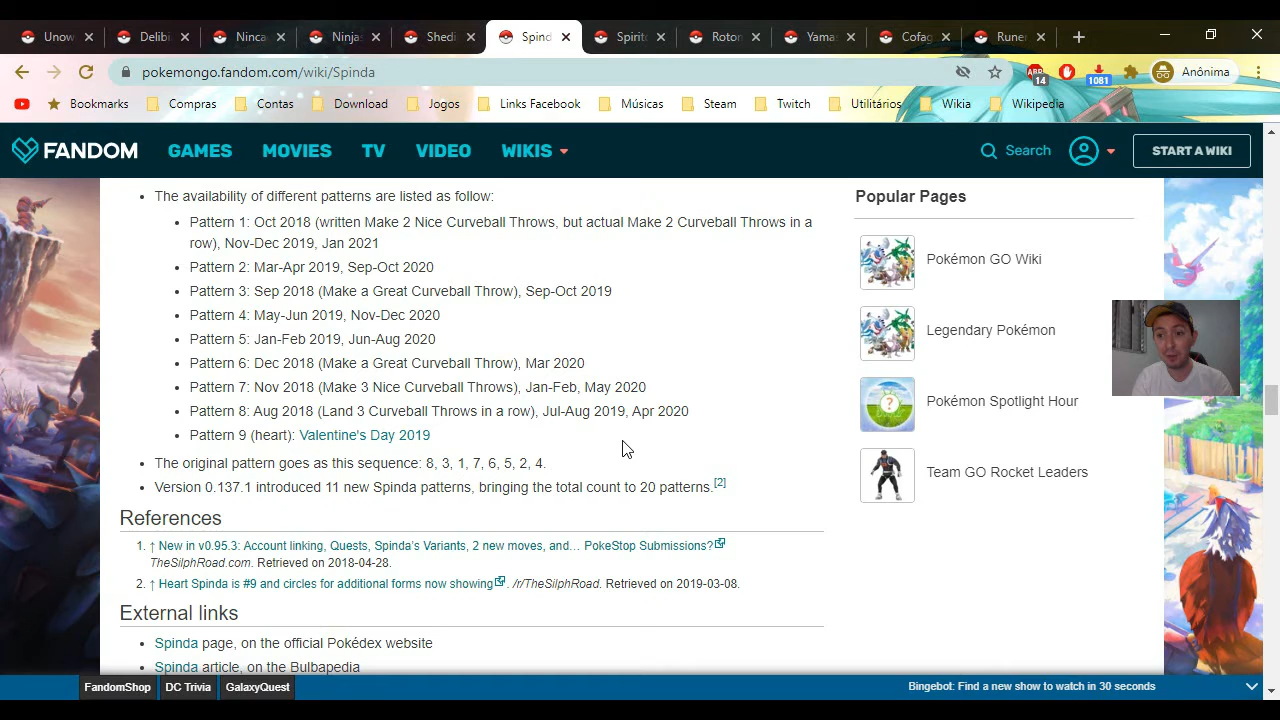 Unow
Delibi
Ninca
Ninja
Shedi
Spind
Spirito
Rotor
Yama
Cofag
Runer
pokemongo.fandom.com/wiki/Spinda
ABP
14
1081
Anónima
Bookmarks
Compras
Contas
Download
Jogos
Links Facebook
Músicas
Steam
Twitch
Utilitários
Wikia
Wikipedia
FANDOM
GAMES
MOVIES
TV
VIDEO
WIKIS
Search
START A WIKI
The availability of different patterns are listed as follow:
Pattern 1: Oct 2018 (written Make 2 Nice Curveball Throws, but actual Make 2 Curveball Throws in a
row), Nov-Dec 2019, Jan 2021
Pattern 2: Mar-Apr 2019, Sep-Oct 2020
Pattern 3: Sep 2018 (Make a Great Curveball Throw), Sep-Oct 2019
Pattern 4: May-Jun 2019, Nov-Dec 2020
Pattern 5: Jan-Feb 2019, Jun-Aug 2020
Pattern 6: Dec 2018 (Make a Great Curveball Throw), Mar 2020
Pattern 7: Nov 2018 (Make 3 Nice Curveball Throws), Jan-Feb, May 2020
Pattern 8: Aug 2018 (Land 3 Curveball Throws in a row), Jul-Aug 2019, Apr 2020
Pattern 9 (heart): Valentine's Day 2019
The original pattern goes as this sequence: 8, 3, 1, 7, 6, 5, 2, 4.
Version 0.137.1 introduced 11 new Spinda patterns, bringing the total count to 20 patterns.[2]
References
1. ↑ New in v0.95.3: Account linking, Quests, Spinda's Variants, 2 new moves, and… PokeStop Submissions?
TheSilphRoad.com. Retrieved on 2018-04-28.
2. ↑ Heart Spinda is #9 and circles for additional forms now showing. /r/TheSilphRoad. Retrieved on 2019-03-08.
External links
Spinda page, on the official Pokédex website
Spinda article, on the Bulbapedia
Popular Pages
Pokémon GO Wiki
Legendary Pokémon
Pokémon Spotlight Hour
Team GO Rocket Leaders
FandomShop
DC Trivia
GalaxyQuest
Bingebot: Find a new show to watch in 30 seconds